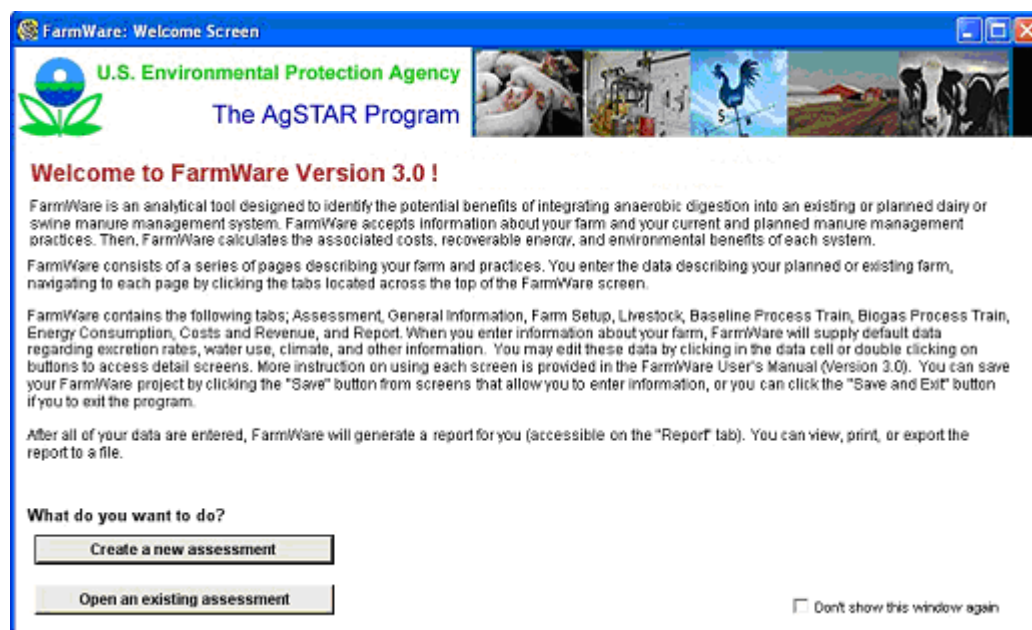 FarmWare: Welcome Screen
U.S. Environmental Protection Agency
The AgSTAR Program
S
Welcome to FarmWare Version 3.0 !
FarmWare is an analytical tool designed to identify the potential benefits of integrating anaerobic digestion into an existing or planned dairy or
swine manure management system. FarmWare accepts information about your farm and your current and planned manure management
practices. Then, FarmWare calculates the associated costs, recoverable energy, and environmental benefits of each system.
FarmWare consists of a series of pages describing your farm and practices. You enter the data describing your planned or existing farm,
navigating to each page by clicking the tabs located across the top of the FarmWare screen.
FarmWare contains the following tabs; Assessment, General Information, Farm Setup, Livestock, Baseline Process Train, Biogas Process Train,
Energy Consumption, Costs and Revenue, and Report. When you enter information about your farm, FarmWare will supply default data
regarding excretion rates, water use, climate, and other information. You may edit these data by clicking in the data cell or double clicking on
buttons to access detail screens. More instruction on using each screen is provided in the FarmWare User's Manual (Version 3.0). You can save
your FarmWare project by clicking the "Save" button from screens that allow you to enter information, or you can click the "Save and Exit" button
if you to exit the program.
After all of your data are entered, FarmWare will generate a report for you (accessible on the "Report" tab). You can view, print, or export the
report to a file.
What do you want to do?
Create a new assessment
Open an existing assessment
Don't show this window again